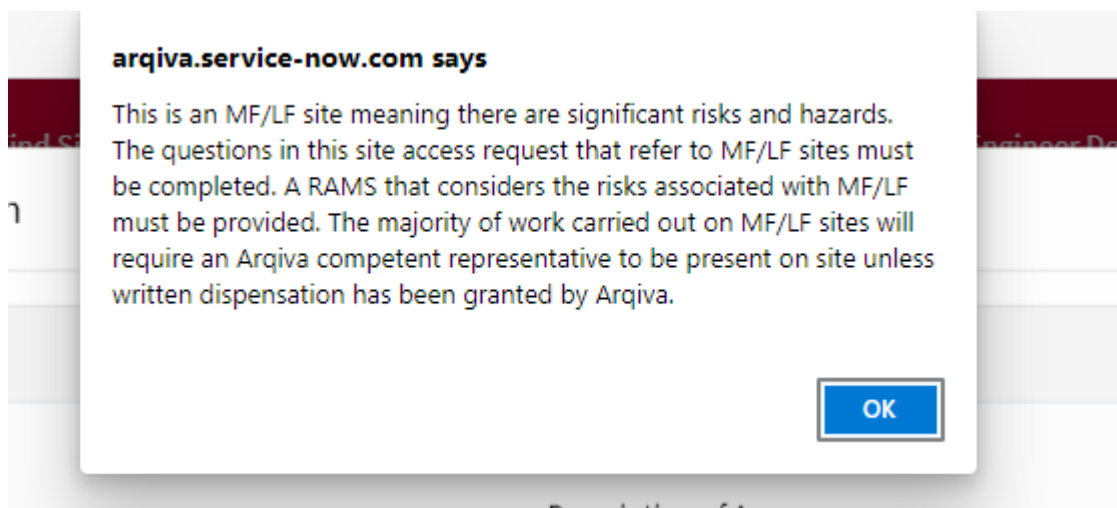 arqiva.service-now.com says
This is an MF/LF site meaning there are significant risks and hazards.
The questions in this site access request that refer to MF/LF sites must
be completed. A RAMS that considers the risks associated with MF/LF
must be provided. The majority of work carried out on MF/LF sites will
require an Arqiva competent representative to be present on site unless
written dispensation has been granted by Arqiva.
OK